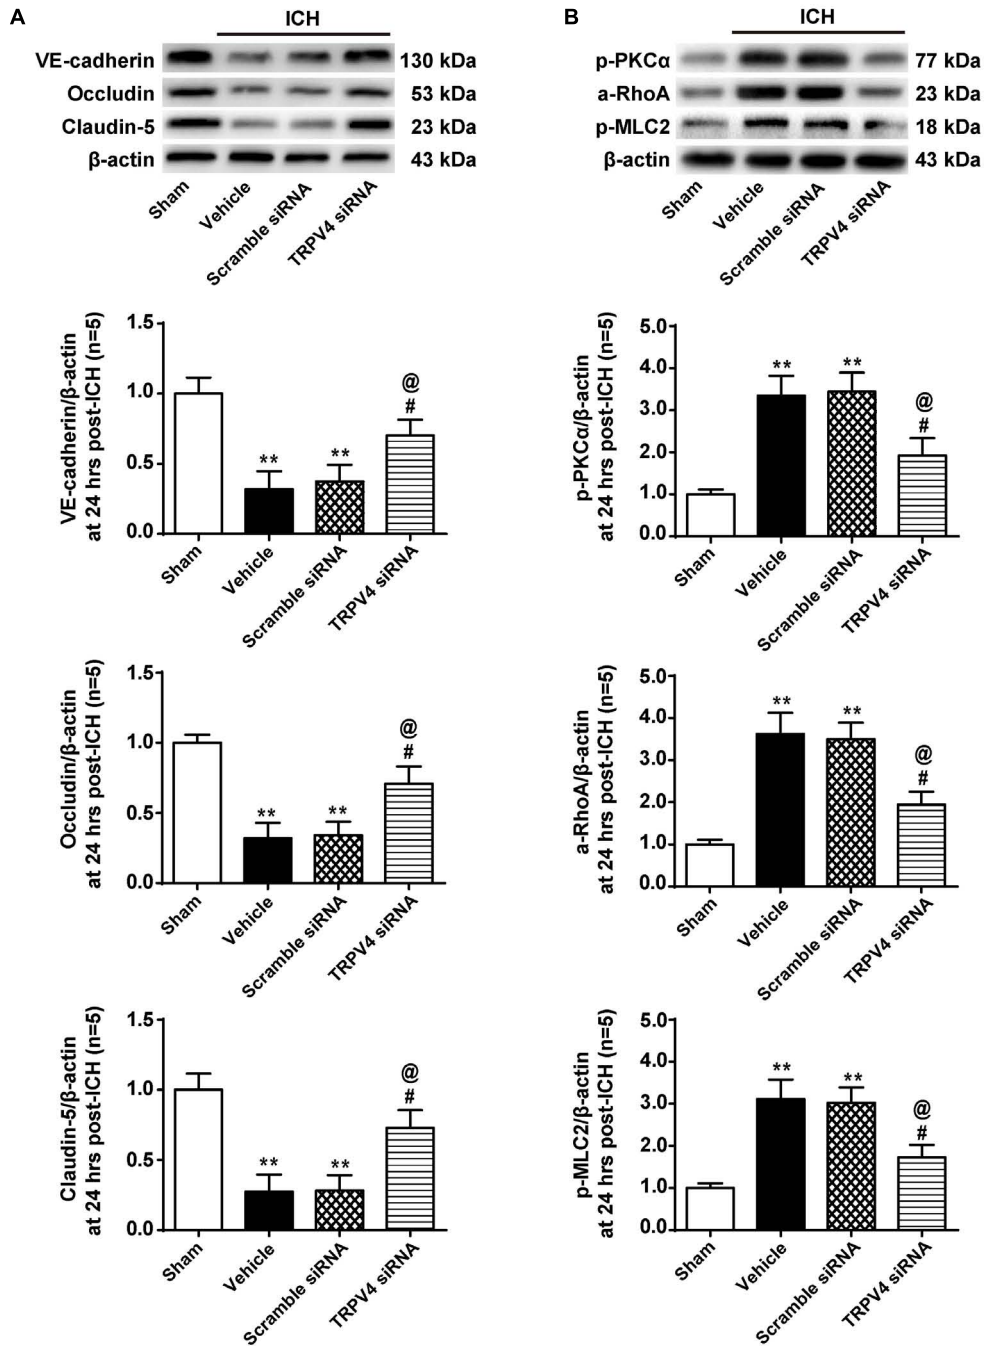 A
ICH
VE-cadherin 130 kDa
Occludin 53 kDa
Claudin-5 23 kDa
β-actin 43 kDa
Sham Vehicle Scramble siRNA TRPV4 siRNA
B
ICH
p-PKCα 77 kDa
a-RhoA 23 kDa
p-MLC2 18 kDa
β-actin 43 kDa
Sham Vehicle Scramble siRNA TRPV4 siRNA
VE-cadherin/β-actin
at 24 hrs post-ICH (n=5)
1.5
1.0
0.5
0.0
** ** @
#
Sham Vehicle Scramble siRNA TRPV4 siRNA
p-PKCα/β-actin
at 24 hrs post-ICH (n=5)
5.0
4.0
3.0
2.0
1.0
0.0
** ** @
#
Sham Vehicle Scramble siRNA TRPV4 siRNA
Occludin/β-actin
at 24 hrs post-ICH (n=5)
1.5
1.0
0.5
0.0
** ** @
#
Sham Vehicle Scramble siRNA TRPV4 siRNA
a-RhoA/β-actin
at 24 hrs post-ICH (n=5)
5.0
4.0
3.0
2.0
1.0
0.0
** ** @
#
Sham Vehicle Scramble siRNA TRPV4 siRNA
Claudin-5/β-actin
at 24 hrs post-ICH (n=5)
1.5
1.0
0.5
0.0
** ** @
#
Sham Vehicle Scramble siRNA TRPV4 siRNA
p-MLC2/β-actin
at 24 hrs post-ICH (n=5)
5.0
4.0
3.0
2.0
1.0
0.0
** ** @
#
Sham Vehicle Scramble siRNA TRPV4 siRNA